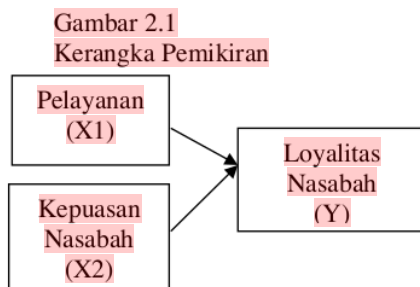 Gambar 2.1
Kerangka Pemikiran
Pelayanan
(X1)
Kepuasan
Nasabah
(X2)
Loyalitas
Nasabah
(Y)